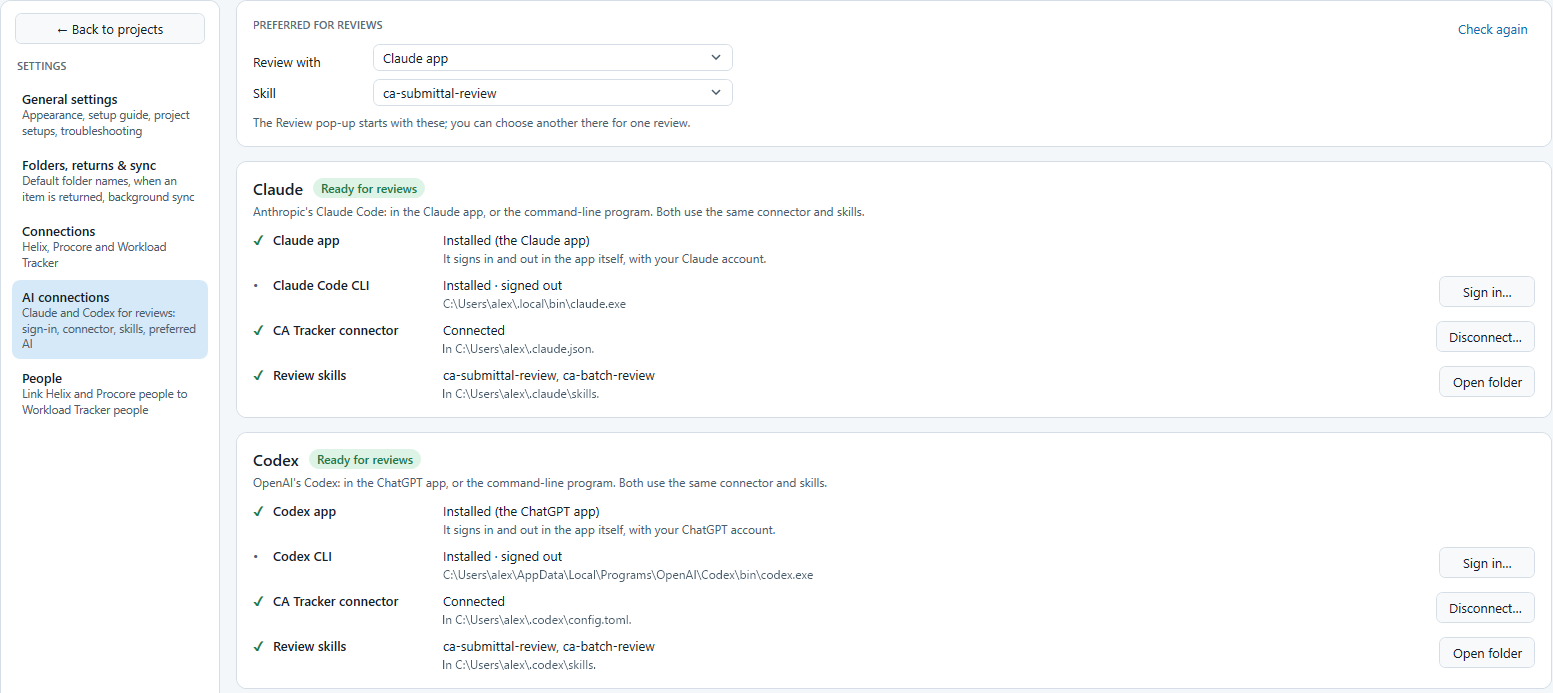 ← Back to projects
SETTINGS
General settings
Appearance, setup guide, project
setups, troubleshooting
Folders, returns & sync
Default folder names, when an
item is returned, background sync
Connections
Helix, Procore and Workload
Tracker
AI connections
Claude and Codex for reviews:
sign-in, connector, skills, preferred
AI
People
Link Helix and Procore people to
Workload Tracker people
PREFERRED FOR REVIEWS
Check again
Review with Claude app
Skill ca-submittal-review
The Review pop-up starts with these; you can choose another there for one review.
Claude Ready for reviews
Anthropic's Claude Code: in the Claude app, or the command-line program. Both use the same connector and skills.
✓ Claude app Installed (the Claude app)
It signs in and out in the app itself, with your Claude account.
• Claude Code CLI Installed · signed out Sign in...
C:\Users\alex\.local\bin\claude.exe
✓ CA Tracker connector Connected Disconnect...
In C:\Users\alex\.claude.json.
✓ Review skills ca-submittal-review, ca-batch-review Open folder
In C:\Users\alex\.claude\skills.
Codex Ready for reviews
OpenAI's Codex: in the ChatGPT app, or the command-line program. Both use the same connector and skills.
✓ Codex app Installed (the ChatGPT app)
It signs in and out in the app itself, with your ChatGPT account.
• Codex CLI Installed · signed out Sign in...
C:\Users\alex\AppData\Local\Programs\OpenAI\Codex\bin\codex.exe
✓ CA Tracker connector Connected Disconnect...
In C:\Users\alex\.codex\config.toml.
✓ Review skills ca-submittal-review, ca-batch-review Open folder
In C:\Users\alex\.codex\skills.